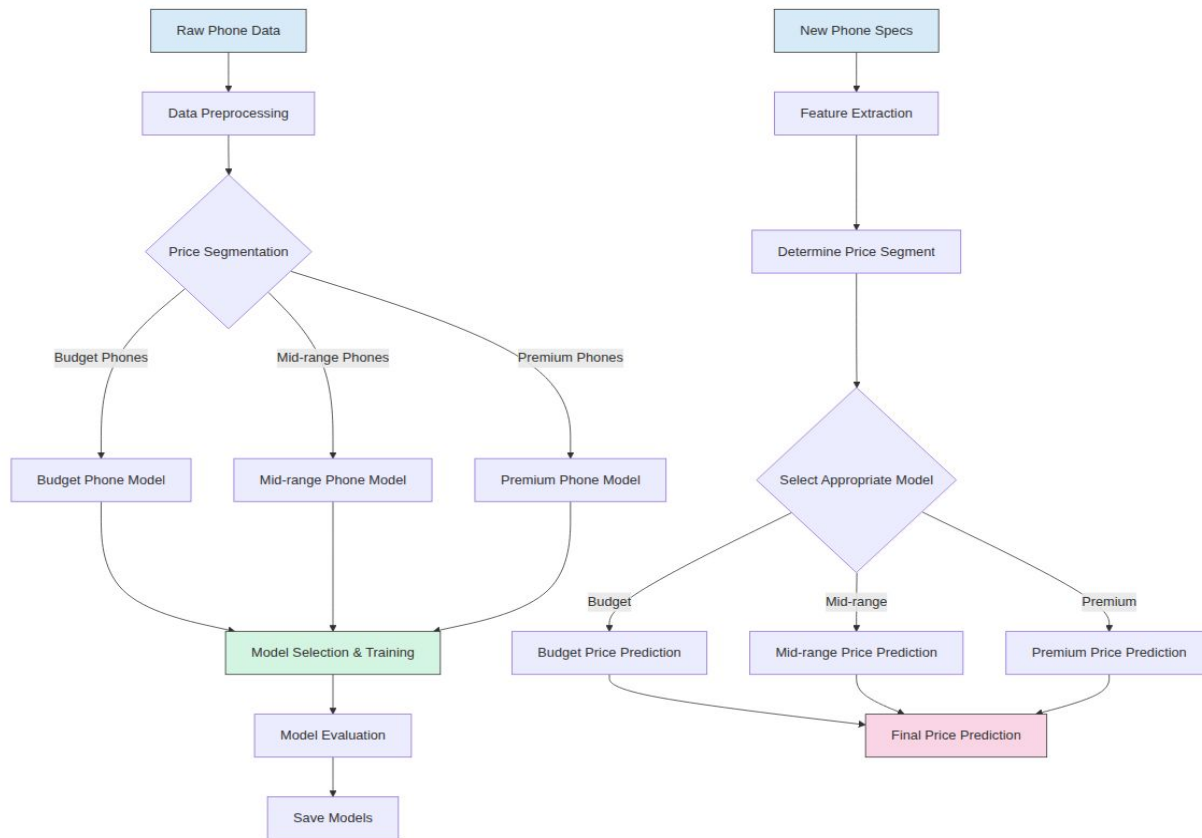 Raw Phone Data
New Phone Specs
Data Preprocessing
Feature Extraction
Price Segmentation
Determine Price Segment
Budget Phones
Mid-range Phones
Premium Phones
Budget Phone Model
Mid-range Phone Model
Premium Phone Model
Select Appropriate Model
Budget
Mid-range
Premium
Model Selection & Training
Budget Price Prediction
Mid-range Price Prediction
Premium Price Prediction
Model Evaluation
Final Price Prediction
Save Models